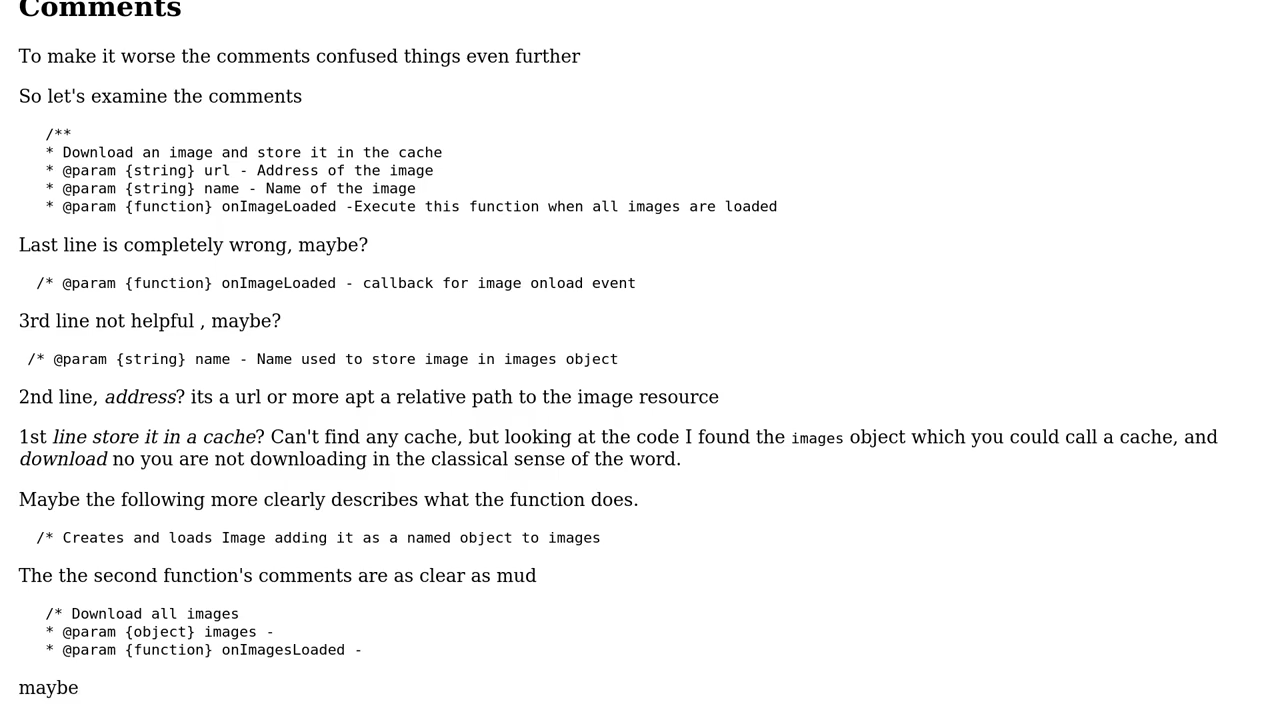 Comments
To make it worse the comments confused things even further
So let's examine the comments
/**
* Download an image and store it in the cache
* @param {string} url - Address of the image
* @param {string} name - Name of the image
* @param {function} onImageLoaded -Execute this function when all images are loaded
Last line is completely wrong, maybe?
/* @param {function} onImageLoaded - callback for image onload event
3rd line not helpful , maybe?
/* @param {string} name - Name used to store image in images object
2nd line, address? its a url or more apt a relative path to the image resource
1st line store it in a cache? Can't find any cache, but looking at the code I found the images object which you could call a cache, and
download no you are not downloading in the classical sense of the word.
Maybe the following more clearly describes what the function does.
/* Creates and loads Image adding it as a named object to images
The the second function's comments are as clear as mud
/* Download all images
* @param {object} images -
* @param {function} onImagesLoaded -
maybe